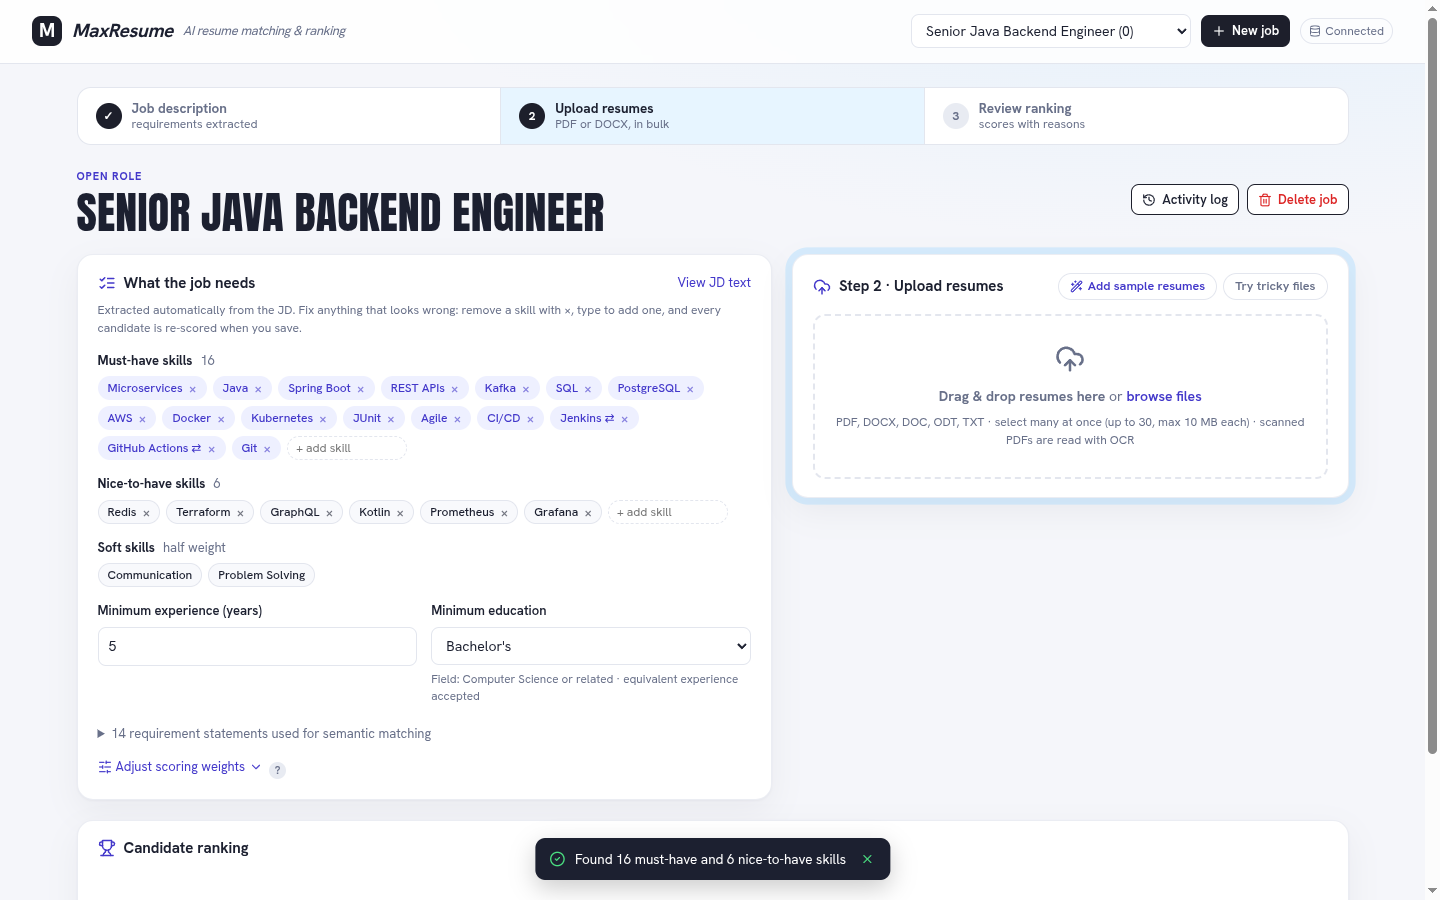 M MaxResume AI resume matching & ranking
Senior Java Backend Engineer (0)
+ New job
Connected
✓ Job description
requirements extracted
2 Upload resumes
PDF or DOCX, in bulk
3 Review ranking
scores with reasons
OPEN ROLE
SENIOR JAVA BACKEND ENGINEER
Activity log
Delete job
What the job needs
View JD text
Extracted automatically from the JD. Fix anything that looks wrong: remove a skill with ×, type to add one, and every
candidate is re-scored when you save.
Must-have skills 16
Microservices × Java × Spring Boot × REST APIs × Kafka × SQL × PostgreSQL ×
AWS × Docker × Kubernetes × JUnit × Agile × CI/CD × Jenkins ⇄ ×
GitHub Actions ⇄ × Git × + add skill
Nice-to-have skills 6
Redis × Terraform × GraphQL × Kotlin × Prometheus × Grafana × + add skill
Soft skills half weight
Communication Problem Solving
Minimum experience (years)
5
Minimum education
Bachelor's
Field: Computer Science or related · equivalent experience
accepted
▶ 14 requirement statements used for semantic matching
Adjust scoring weights ?
Step 2 · Upload resumes
Add sample resumes
Try tricky files
Drag & drop resumes here or browse files
PDF, DOCX, DOC, ODT, TXT · select many at once (up to 30, max 10 MB each) · scanned
PDFs are read with OCR
Candidate ranking
Found 16 must-have and 6 nice-to-have skills ×